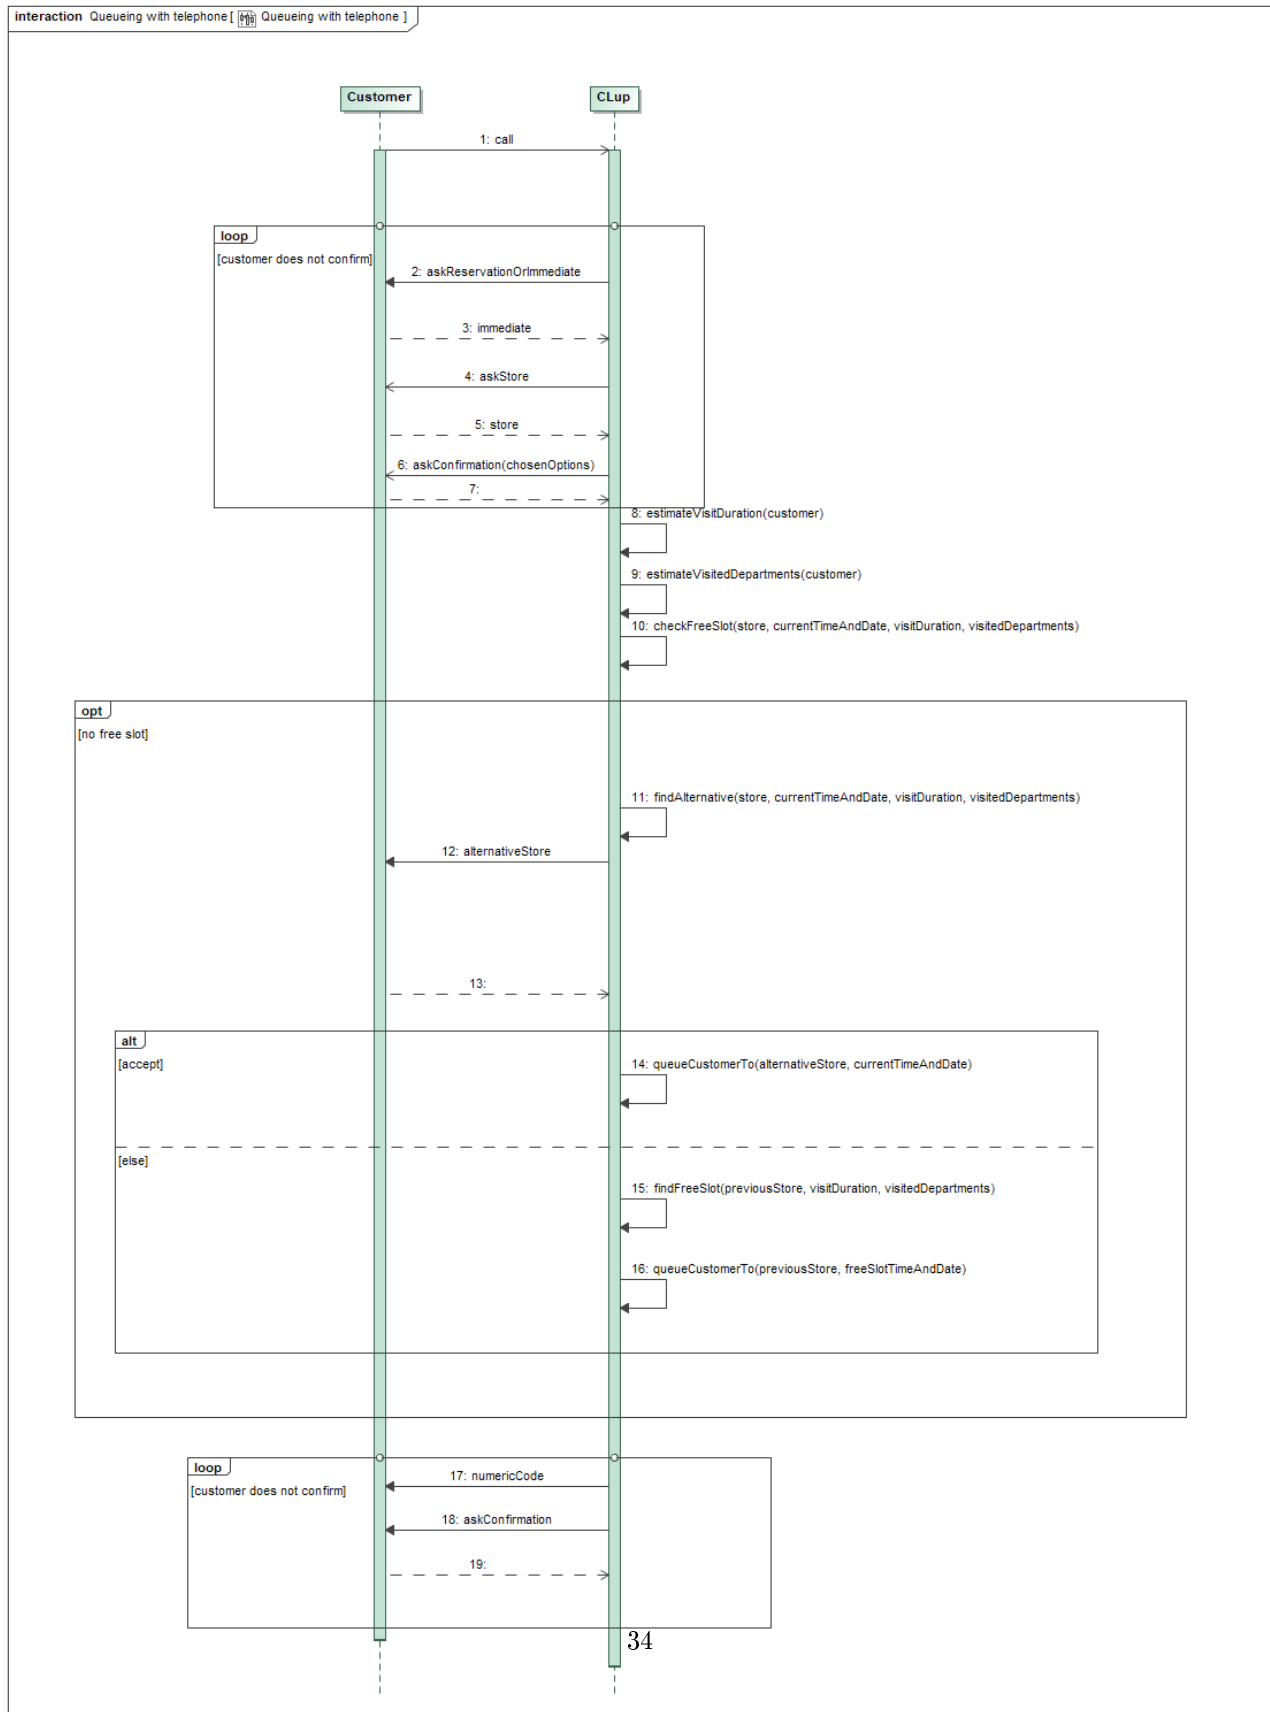 interaction Queueing with telephone [ Queueing with telephone ]
Customer
CLup
1: call
loop
[customer does not confirm]
2: askReservationOrImmediate
3: immediate
4: askStore
5: store
6: askConfirmation(chosenOptions)
7:
8: estimateVisitDuration(customer)
9: estimateVisitedDepartments(customer)
10: checkFreeSlot(store, currentTimeAndDate, visitDuration, visitedDepartments)
opt
[no free slot]
11: findAlternative(store, currentTimeAndDate, visitDuration, visitedDepartments)
12: alternativeStore
13:
alt
[accept]
14: queueCustomerTo(alternativeStore, currentTimeAndDate)
[else]
15: findFreeSlot(previousStore, visitDuration, visitedDepartments)
16: queueCustomerTo(previousStore, freeSlotTimeAndDate)
loop
[customer does not confirm]
17: numericCode
18: askConfirmation
19:
34